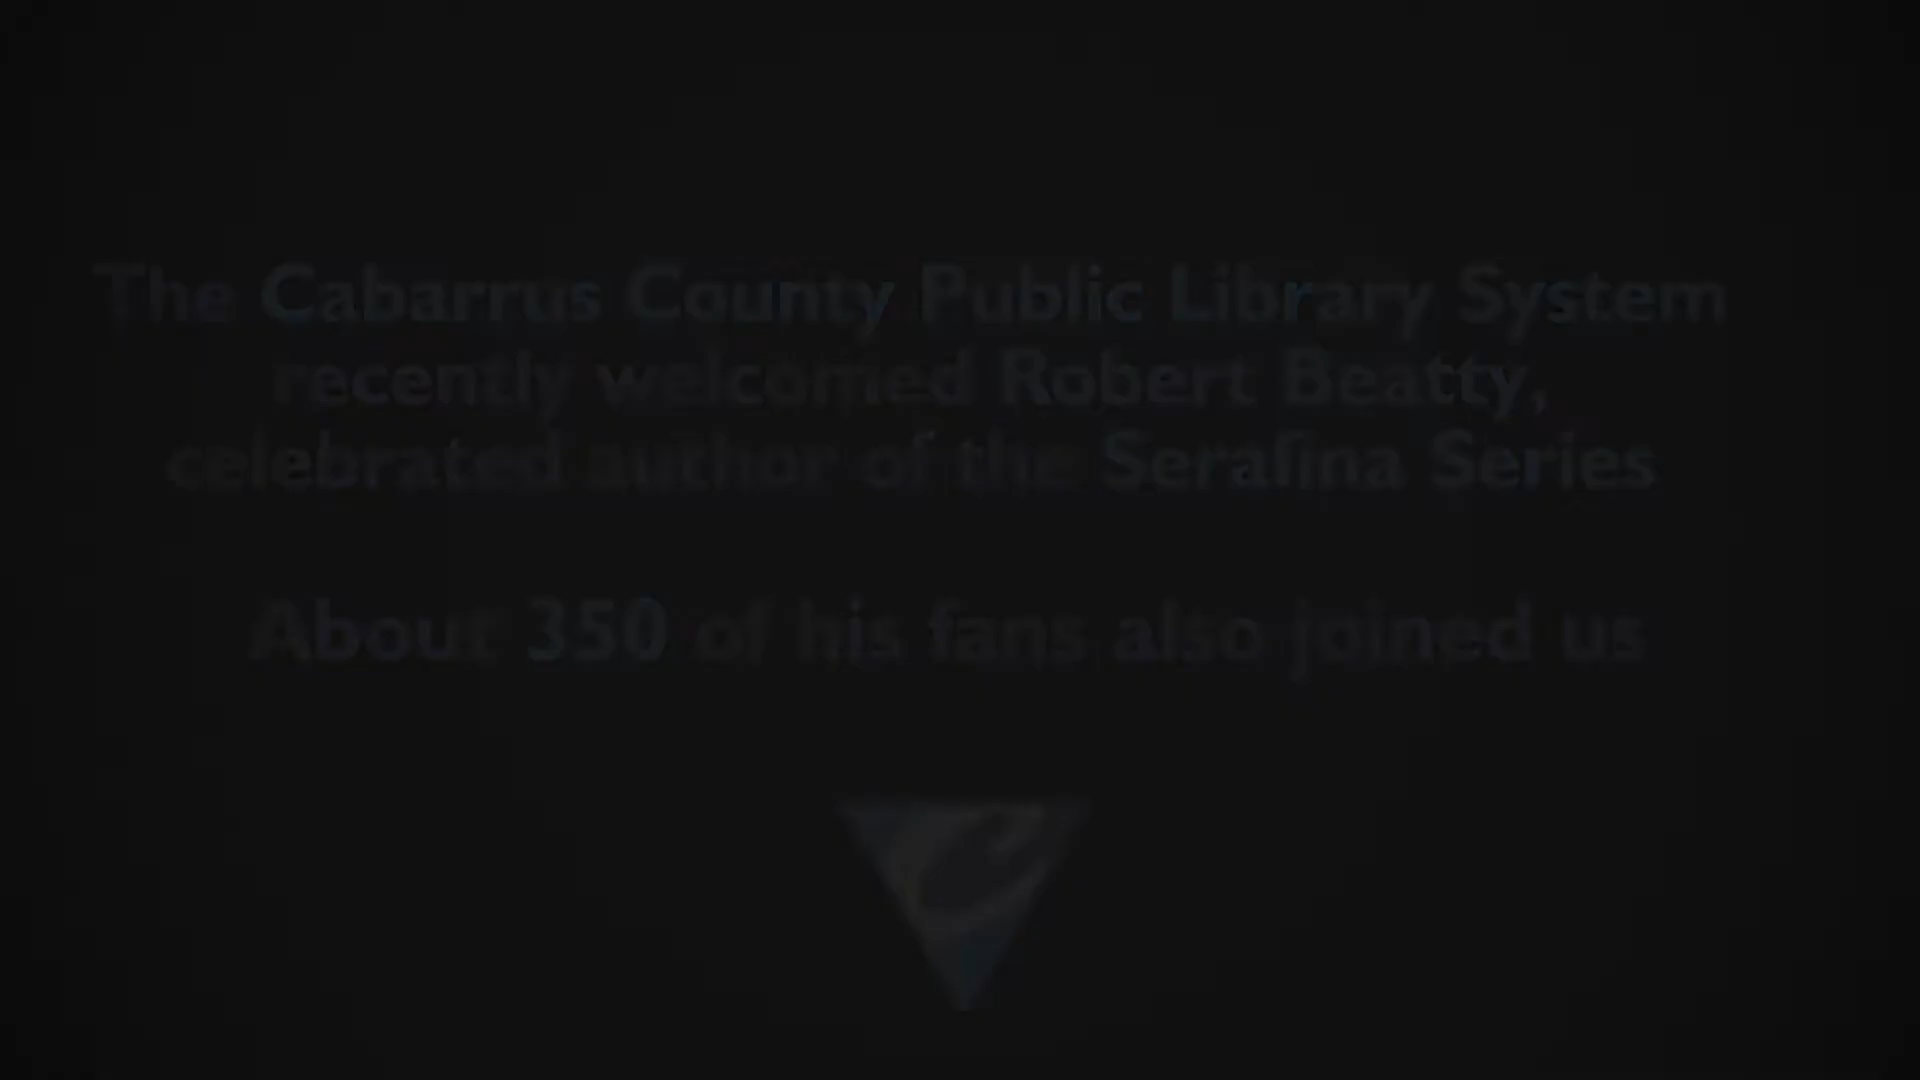 The Cabarrus County Public Library System
recently welcomed Robert Beatty,
celebrated author of the Serafina Series
About 350 of his fans also joined us